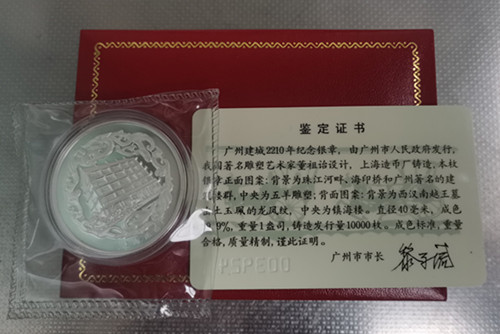 鉴定证书
广州建城2210年纪念银章，由广州市人民政府发行，
我国著名雕塑艺术家董祖诒设计，上海造币厂铸造，本枚
银章正面图案：背景为珠江河畔、海印桥和广州著名的建
楼群，中央为五羊雕塑；背面图案：背景为西汉南越王墓
土玉佩的龙凤纹，中央为镇海楼。直径40毫米，成色
9%，重量1盎司，铸造发行量10000枚。成色标准，重量
合格，质量精制，谨此证明。
广州市市长 黎子流